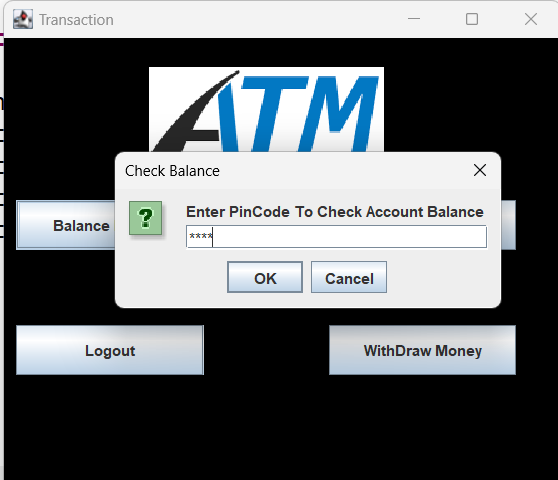 Transaction
ATM
Check Balance
Enter PinCode To Check Account Balance
****
Balance
OK
Cancel
Logout
WithDraw Money